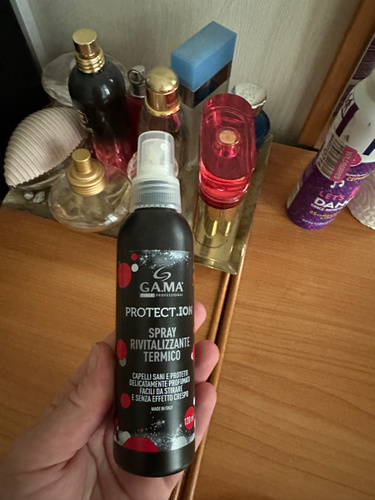 GA.MA
PROFESSIONAL
PROTECT.ION
SPRAY
RIVITALIZZANTE
TERMICO
CAPELLI SANI E PROTETTI
DELICATAMENTE PROFUMATI
FACILI DA STIRARE
E SENZA EFFETTO CRESPO
MADE IN ITALY